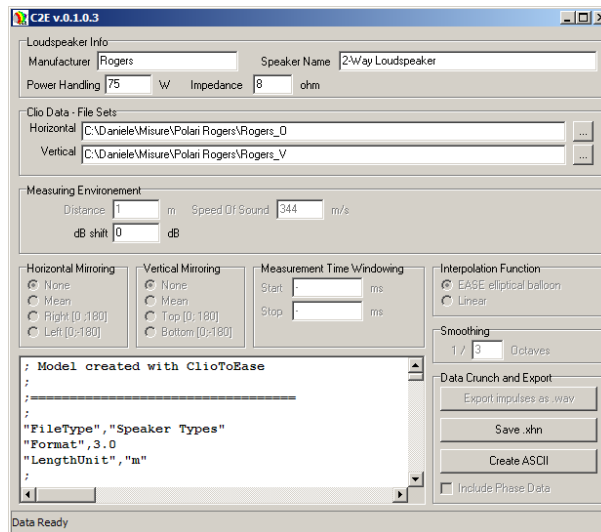 C2E v.0.1.0.3
Loudspeaker Info
Manufacturer Rogers Speaker Name 2-Way Loudspeaker
Power Handling 75 W Impedance 8 ohm
Clio Data - File Sets
Horizontal C:\Daniele\Misure\Polari Rogers\Rogers_O ...
Vertical C:\Daniele\Misure\Polari Rogers\Rogers_V ...
Measuring Environement
Distance 1 m Speed Of Sound 344 m/s
dB shift 0 dB
Horizontal Mirroring
None
Mean
Right [0 ;180]
Left [0;-180]
Vertical Mirroring
None
Mean
Top [0; 180]
Bottom [0;-180]
Measurement Time Windowing
Start - ms
Stop - ms
Interpolation Function
EASE elliptical balloon
Linear
Smoothing
1 / 3 Octaves
; Model created with ClioToEase
;
;==================================
;
"FileType","Speaker Types"
"Format",3.0
"LengthUnit","m"
;
Data Crunch and Export
Export impulses as .wav
Save .xhn
Create ASCII
Include Phase Data
Data Ready